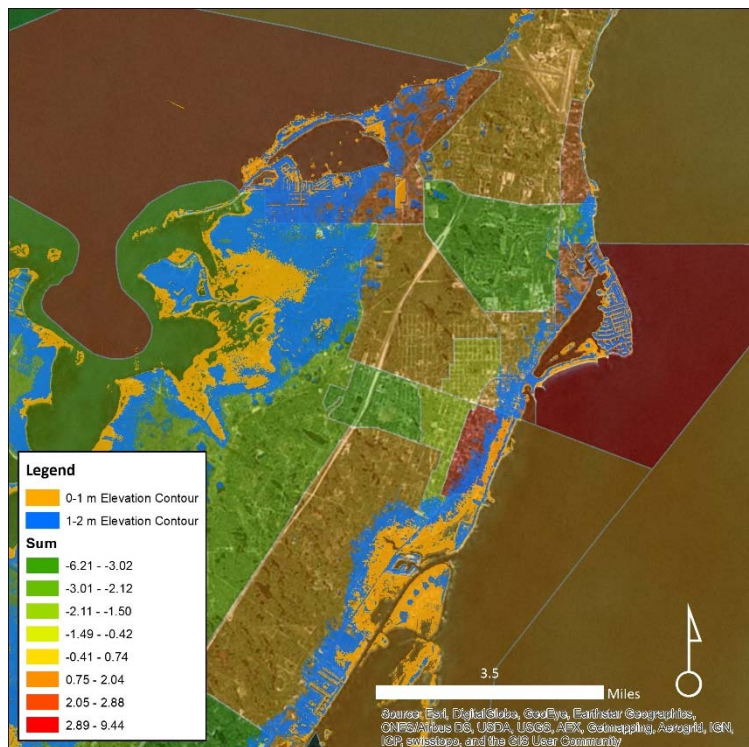 Legend
0-1 m Elevation Contour
1-2 m Elevation Contour
Sum
-6.21 - -3.02
-3.01 - -2.12
-2.11 - -1.50
-1.49 - -0.42
-0.41 - 0.74
0.75 - 2.04
2.05 - 2.88
2.89 - 9.44
3.5
Miles
Source: Esri, DigitalGlobe, GeoEye, Earthstar Geographics,
CNES/Airbus DS, USDA, USGS, AEX, Getmapping, Aerogrid, IGN,
IGP, swisstopo, and the GIS User Community